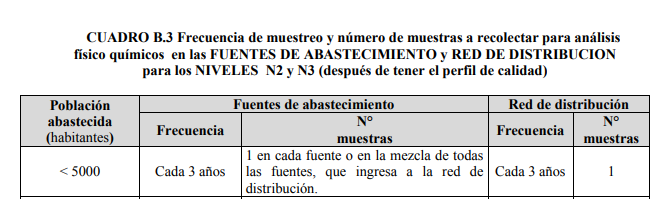 CUADRO B.3 Frecuencia de muestreo y número de muestras a recolectar para análisis
físico químicos en las FUENTES DE ABASTECIMIENTO y RED DE DISTRIBUCION
para los NIVELES N2 y N3 (después de tener el perfil de calidad)
Población
abastecida
(habitantes)
Fuentes de abastecimiento
Red de distribución
Frecuencia
N°
muestras
Frecuencia
N°
muestras
< 5000
Cada 3 años
1 en cada fuente o en la mezcla de todas
las fuentes, que ingresa a la red de
distribución.
Cada 3 años
1